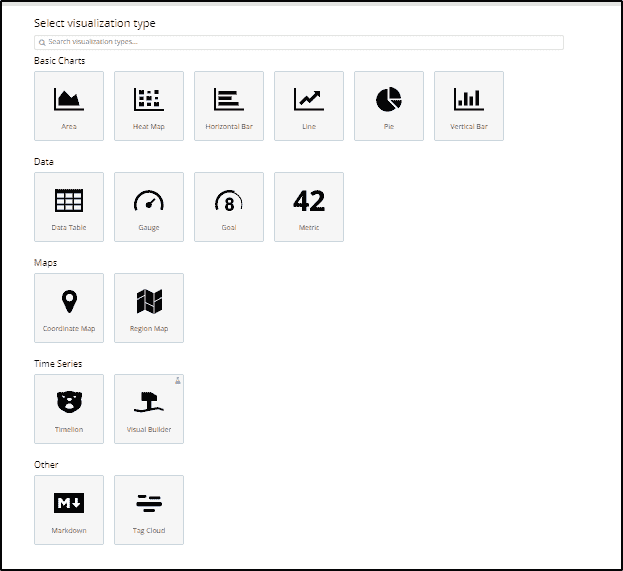 Select visualization type
Search visualization types...
Basic Charts
Area
Heat Map
Horizontal Bar
Line
Pie
Vertical Bar
Data
8
42
Data Table
Gauge
Goal
Metric
Maps
Coordinate Map
Region Map
Time Series
Timelion
Visual Builder
Other
M
Markdown
Tag Cloud